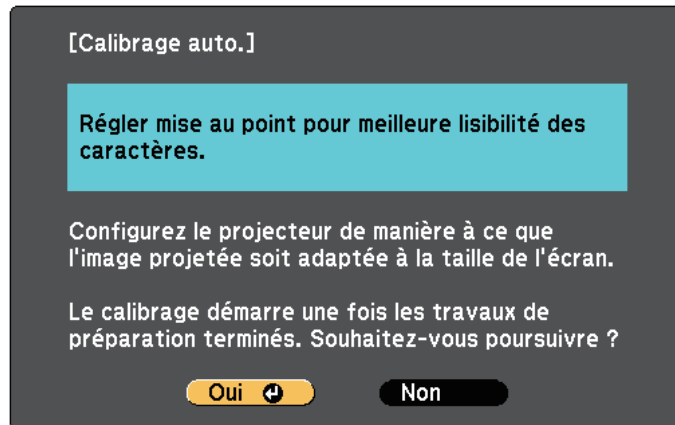 [Calibrage auto.]
Régler mise au point pour meilleure lisibilité des
caractères.
Configurez le projecteur de manière à ce que
l'image projetée soit adaptée à la taille de l'écran.
Le calibrage démarre une fois les travaux de
préparation terminés. Souhaitez-vous poursuivre ?
Oui Non